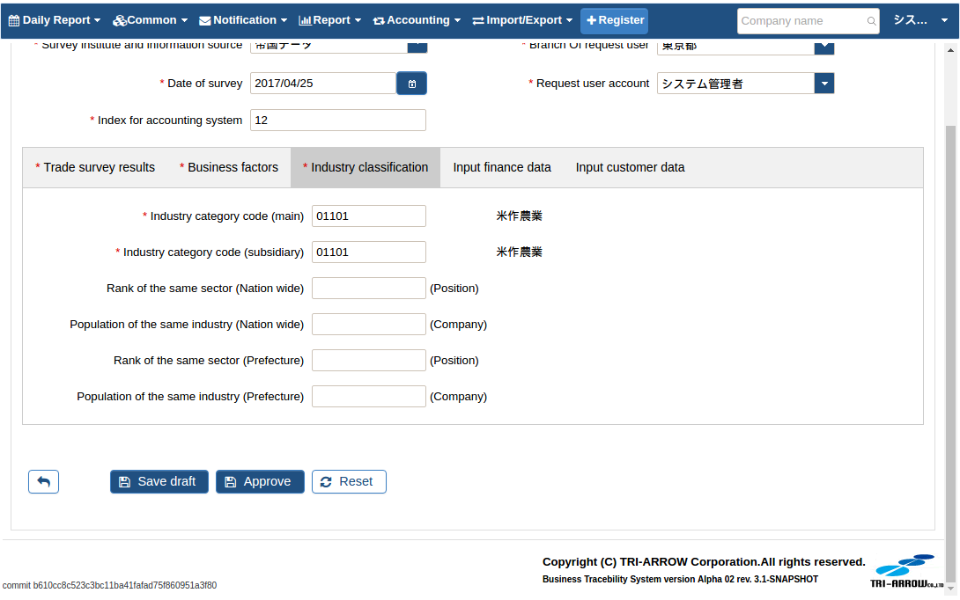 Daily Report Common Notification Report Accounting Import/Export + Register Company name シス...
* Survey institute and information source 帝国データ * Branch Of request user 東京都
* Date of survey 2017/04/25 * Request user account システム管理者
* Index for accounting system 12
* Trade survey results * Business factors * Industry classification Input finance data Input customer data
* Industry category code (main) 01101 米作農業
* Industry category code (subsidiary) 01101 米作農業
Rank of the same sector (Nation wide) (Position)
Population of the same industry (Nation wide) (Company)
Rank of the same sector (Prefecture) (Position)
Population of the same industry (Prefecture) (Company)
Save draft Approve Reset
Copyright (C) TRI-ARROW Corporation.All rights reserved.
Business Tracebility System version Alpha 02 rev. 3.1-SNAPSHOT
TRI-ARROW CO.,LTD
commit b610cc8c523c3bc11ba41fafad75f860951a3f80